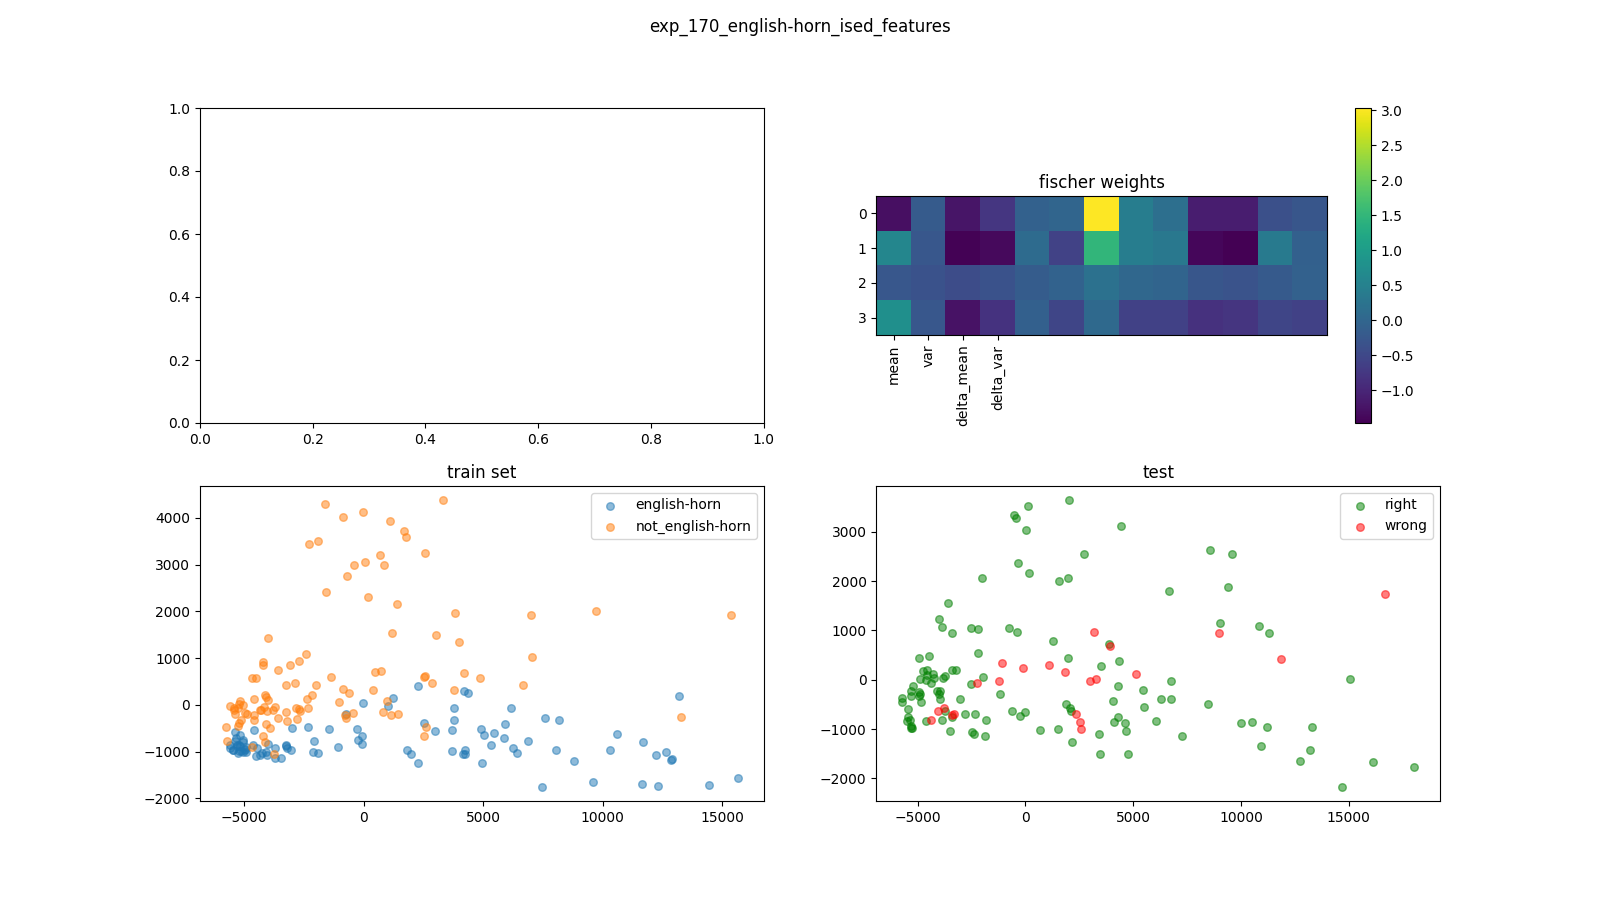 exp_170_english-horn_ised_features
1.0
0.8
0.6
0.4
0.2
0.0
0.0 0.2 0.4 0.6 0.8 1.0
fischer weights
0
1
2
3
mean var delta_mean delta_var
3.0
2.5
2.0
1.5
1.0
0.5
0.0
−0.5
−1.0
train set
english-horn
not_english-horn
4000
3000
2000
1000
0
−1000
−2000
−5000 0 5000 10000 15000
test
right
wrong
3000
2000
1000
0
−1000
−2000
−5000 0 5000 10000 15000